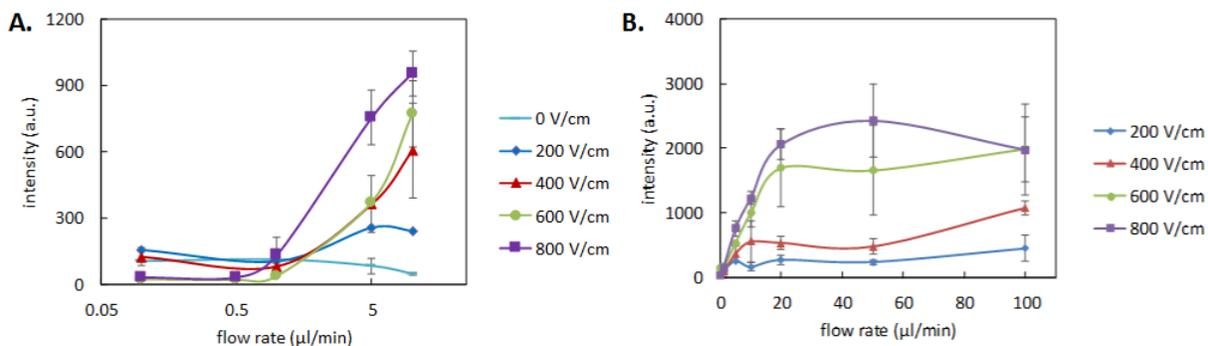 A.
1200
900
600
300
0
intensity (a.u.)
0.05
0.5
5
flow rate (µl/min)
0 V/cm
200 V/cm
400 V/cm
600 V/cm
800 V/cm
B.
4000
3000
2000
1000
0
intensity (a.u.)
0
20
40
60
80
100
flow rate (µl/min)
200 V/cm
400 V/cm
600 V/cm
800 V/cm